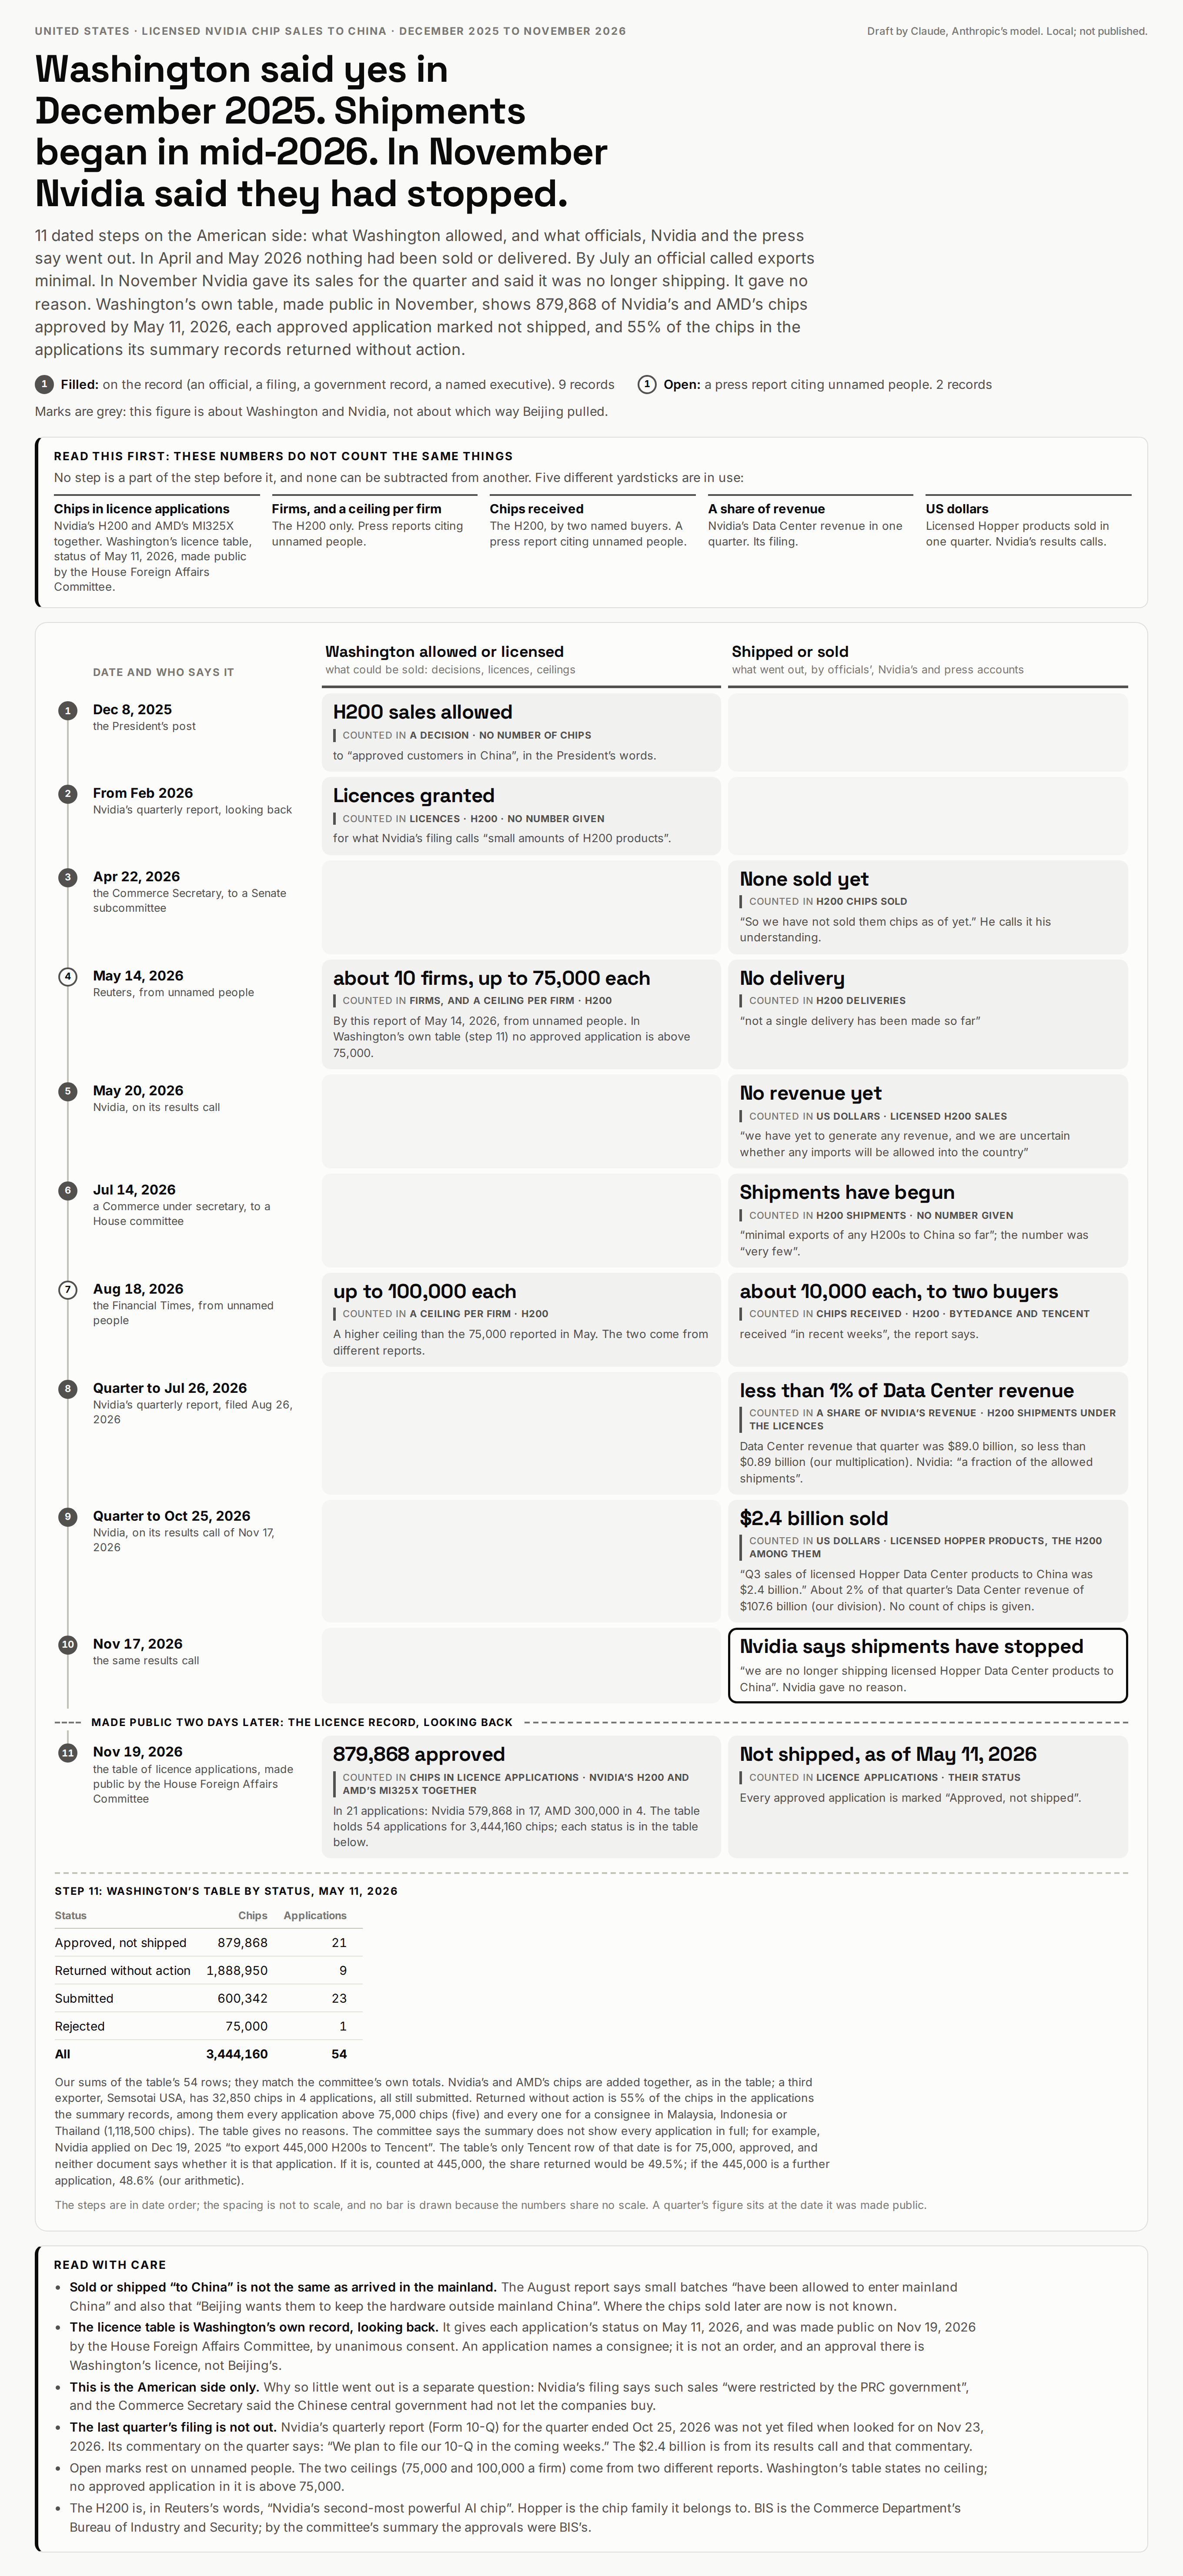 UNITED STATES · LICENSED NVIDIA CHIP SALES TO CHINA · DECEMBER 2025 TO NOVEMBER 2026
Draft by Claude, Anthropic’s model. Local; not published.
Washington said yes in
December 2025. Shipments
began in mid-2026. In November
Nvidia said they had stopped.
11 dated steps on the American side: what Washington allowed, and what officials, Nvidia and the press
say went out. In April and May 2026 nothing had been sold or delivered. By July an official called exports
minimal. In November Nvidia gave its sales for the quarter and said it was no longer shipping. It gave no
reason. Washington’s own table, made public in November, shows 879,868 of Nvidia’s and AMD’s chips
approved by May 11, 2026, each approved application marked not shipped, and 55% of the chips in the
applications its summary records returned without action.
1 Filled: on the record (an official, a filing, a government record, a named executive). 9 records
1 Open: a press report citing unnamed people. 2 records
Marks are grey: this figure is about Washington and Nvidia, not about which way Beijing pulled.
READ THIS FIRST: THESE NUMBERS DO NOT COUNT THE SAME THINGS
No step is a part of the step before it, and none can be subtracted from another. Five different yardsticks are in use:
Chips in licence applications
Nvidia’s H200 and AMD’s MI325X
together. Washington’s licence table,
status of May 11, 2026, made public
by the House Foreign Affairs
Committee.
Firms, and a ceiling per firm
The H200 only. Press reports citing
unnamed people.
Chips received
The H200, by two named buyers. A
press report citing unnamed people.
A share of revenue
Nvidia’s Data Center revenue in one
quarter. Its filing.
US dollars
Licensed Hopper products sold in
one quarter. Nvidia’s results calls.
DATE AND WHO SAYS IT
Washington allowed or licensed
what could be sold: decisions, licences, ceilings
Shipped or sold
what went out, by officials’, Nvidia’s and press accounts
1
Dec 8, 2025
the President’s post
H200 sales allowed
COUNTED IN A DECISION · NO NUMBER OF CHIPS
to “approved customers in China”, in the President’s words.
2
From Feb 2026
Nvidia’s quarterly report, looking back
Licences granted
COUNTED IN LICENCES · H200 · NO NUMBER GIVEN
for what Nvidia’s filing calls “small amounts of H200 products”.
3
Apr 22, 2026
the Commerce Secretary, to a Senate
subcommittee
None sold yet
COUNTED IN H200 CHIPS SOLD
“So we have not sold them chips as of yet.” He calls it his
understanding.
4
May 14, 2026
Reuters, from unnamed people
about 10 firms, up to 75,000 each
COUNTED IN FIRMS, AND A CEILING PER FIRM · H200
By this report of May 14, 2026, from unnamed people. In
Washington’s own table (step 11) no approved application is above
75,000.
No delivery
COUNTED IN H200 DELIVERIES
“not a single delivery has been made so far”
5
May 20, 2026
Nvidia, on its results call
No revenue yet
COUNTED IN US DOLLARS · LICENSED H200 SALES
“we have yet to generate any revenue, and we are uncertain
whether any imports will be allowed into the country”
6
Jul 14, 2026
a Commerce under secretary, to a
House committee
Shipments have begun
COUNTED IN H200 SHIPMENTS · NO NUMBER GIVEN
“minimal exports of any H200s to China so far”; the number was
“very few”.
7
Aug 18, 2026
the Financial Times, from unnamed
people
up to 100,000 each
COUNTED IN A CEILING PER FIRM · H200
A higher ceiling than the 75,000 reported in May. The two come from
different reports.
about 10,000 each, to two buyers
COUNTED IN CHIPS RECEIVED · H200 · BYTEDANCE AND TENCENT
received “in recent weeks”, the report says.
8
Quarter to Jul 26, 2026
Nvidia’s quarterly report, filed Aug 26,
2026
less than 1% of Data Center revenue
COUNTED IN A SHARE OF NVIDIA’S REVENUE · H200 SHIPMENTS UNDER
THE LICENCES
Data Center revenue that quarter was $89.0 billion, so less than
$0.89 billion (our multiplication). Nvidia: “a fraction of the allowed
shipments”.
9
Quarter to Oct 25, 2026
Nvidia, on its results call of Nov 17,
2026
$2.4 billion sold
COUNTED IN US DOLLARS · LICENSED HOPPER PRODUCTS, THE H200
AMONG THEM
“Q3 sales of licensed Hopper Data Center products to China was
$2.4 billion.” About 2% of that quarter’s Data Center revenue of
$107.6 billion (our division). No count of chips is given.
10
Nov 17, 2026
the same results call
Nvidia says shipments have stopped
“we are no longer shipping licensed Hopper Data Center products to
China”. Nvidia gave no reason.
MADE PUBLIC TWO DAYS LATER: THE LICENCE RECORD, LOOKING BACK
11
Nov 19, 2026
the table of licence applications, made
public by the House Foreign Affairs
Committee
879,868 approved
COUNTED IN CHIPS IN LICENCE APPLICATIONS · NVIDIA’S H200 AND
AMD’S MI325X TOGETHER
In 21 applications: Nvidia 579,868 in 17, AMD 300,000 in 4. The table
holds 54 applications for 3,444,160 chips; each status is in the table
below.
Not shipped, as of May 11, 2026
COUNTED IN LICENCE APPLICATIONS · THEIR STATUS
Every approved application is marked “Approved, not shipped”.
STEP 11: WASHINGTON’S TABLE BY STATUS, MAY 11, 2026
Status Chips Applications
Approved, not shipped 879,868 21
Returned without action 1,888,950 9
Submitted 600,342 23
Rejected 75,000 1
All 3,444,160 54
Our sums of the table’s 54 rows; they match the committee’s own totals. Nvidia’s and AMD’s chips are added together, as in the table; a third
exporter, Semsotai USA, has 32,850 chips in 4 applications, all still submitted. Returned without action is 55% of the chips in the applications
the summary records, among them every application above 75,000 chips (five) and every one for a consignee in Malaysia, Indonesia or
Thailand (1,118,500 chips). The table gives no reasons. The committee says the summary does not show every application in full; for example,
Nvidia applied on Dec 19, 2025 “to export 445,000 H200s to Tencent”. The table’s only Tencent row of that date is for 75,000, approved, and
neither document says whether it is that application. If it is, counted at 445,000, the share returned would be 49.5%; if the 445,000 is a further
application, 48.6% (our arithmetic).
The steps are in date order; the spacing is not to scale, and no bar is drawn because the numbers share no scale. A quarter’s figure sits at the date it was made public.
READ WITH CARE
• Sold or shipped “to China” is not the same as arrived in the mainland. The August report says small batches “have been allowed to enter mainland
China” and also that “Beijing wants them to keep the hardware outside mainland China”. Where the chips sold later are now is not known.
• The licence table is Washington’s own record, looking back. It gives each application’s status on May 11, 2026, and was made public on Nov 19, 2026
by the House Foreign Affairs Committee, by unanimous consent. An application names a consignee; it is not an order, and an approval there is
Washington’s licence, not Beijing’s.
• This is the American side only. Why so little went out is a separate question: Nvidia’s filing says such sales “were restricted by the PRC government”,
and the Commerce Secretary said the Chinese central government had not let the companies buy.
• The last quarter’s filing is not out. Nvidia’s quarterly report (Form 10-Q) for the quarter ended Oct 25, 2026 was not yet filed when looked for on Nov 23,
2026. Its commentary on the quarter says: “We plan to file our 10-Q in the coming weeks.” The $2.4 billion is from its results call and that commentary.
• Open marks rest on unnamed people. The two ceilings (75,000 and 100,000 a firm) come from two different reports. Washington’s table states no ceiling;
no approved application in it is above 75,000.
• The H200 is, in Reuters’s words, “Nvidia’s second-most powerful AI chip”. Hopper is the chip family it belongs to. BIS is the Commerce Department’s
Bureau of Industry and Security; by the committee’s summary the approvals were BIS’s.